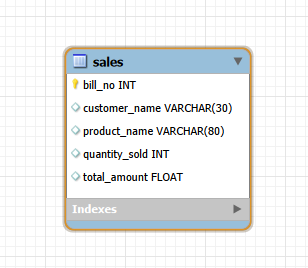 sales
bill_no INT
customer_name VARCHAR(30)
product_name VARCHAR(80)
quantity_sold INT
total_amount FLOAT
Indexes